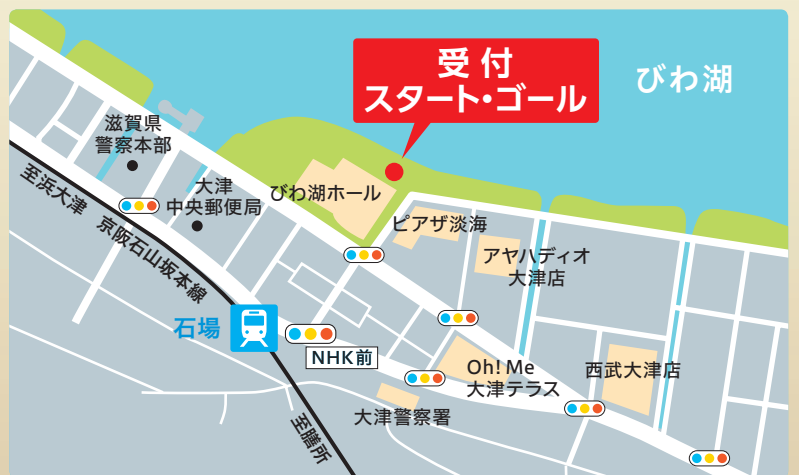 受付
スタート・ゴール
びわ湖
滋賀県
警察本部
大津
中央郵便局
びわ湖ホール
ピアザ淡海
アヤハディオ
大津店
至浜大津
京阪石山坂本線
石場
NHK前
Oh! Me
大津テラス
西武大津店
大津警察署
至膳所